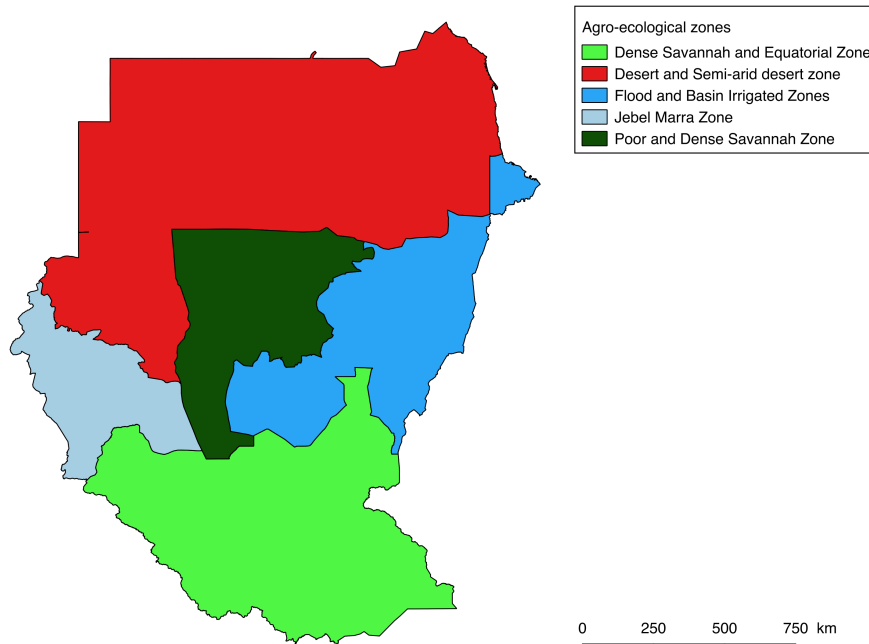 Agro-ecological zones
Dense Savannah and Equatorial Zone
Desert and Semi-arid desert zone
Flood and Basin Irrigated Zones
Jebel Marra Zone
Poor and Dense Savannah Zone
0 250 500 750 km